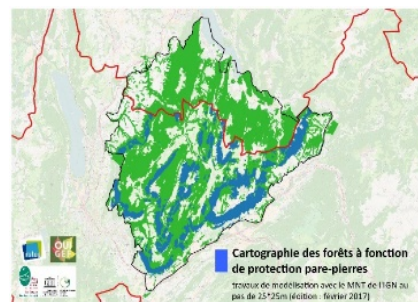 Cartographie des forêts à fonction
de protection pare-pierres
travaux de modélisation avec le MNT de l'IGN au
pas de 25*25m (édition : février 2017)